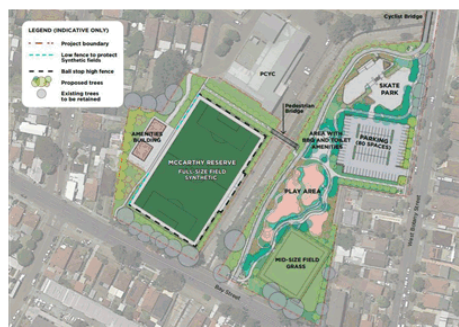 LEGEND (INDICATIVE ONLY)
Project boundary
Low fence to protect
Synthetic fields
Ball stop high fence
Proposed trees
Existing trees
to be retained
Cyclist Bridge
PCYC
SKATE
PARK
Pedestrian
Bridge
AMENITIES
BUILDING
AREA WITH
BBQ AND TOILET
AMENITIES
PARKING
(80 SPACES)
MCCARTHY RESERVE
FULL-SIZE FIELD
SYNTHETIC
PLAY AREA
West Botany Street
MID-SIZE FIELD
GRASS
Bay Street